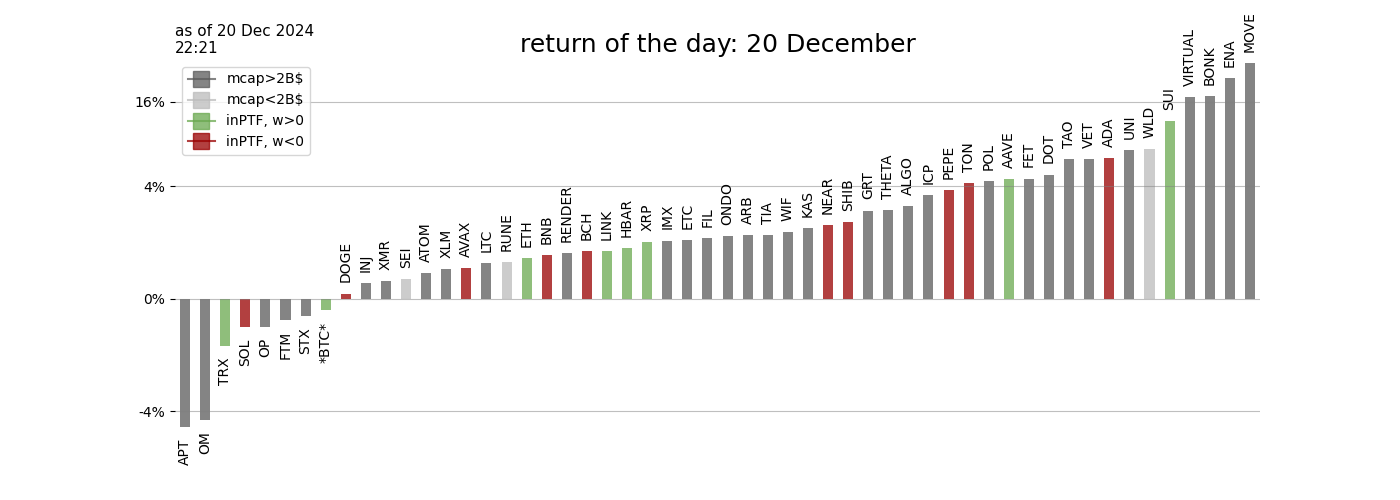 as of 20 Dec 2024
22:21
return of the day: 20 December
mcap>2B$
mcap<2B$
inPTF, w>0
inPTF, w<0
16%
4%
0%
-4%
APT
OM
TRX
SOL
OP
FTM
STX
*BTC*
DOGE
INJ
XMR
SEI
ATOM
XLM
AVAX
LTC
RUNE
ETH
BNB
RENDER
BCH
LINK
HBAR
XRP
IMX
ETC
FIL
ONDO
ARB
TIA
WIF
KAS
NEAR
SHIB
GRT
THETA
ALGO
ICP
PEPE
TON
POL
AAVE
FET
DOT
TAO
VET
ADA
UNI
WLD
SUI
VIRTUAL
BONK
ENA
MOVE